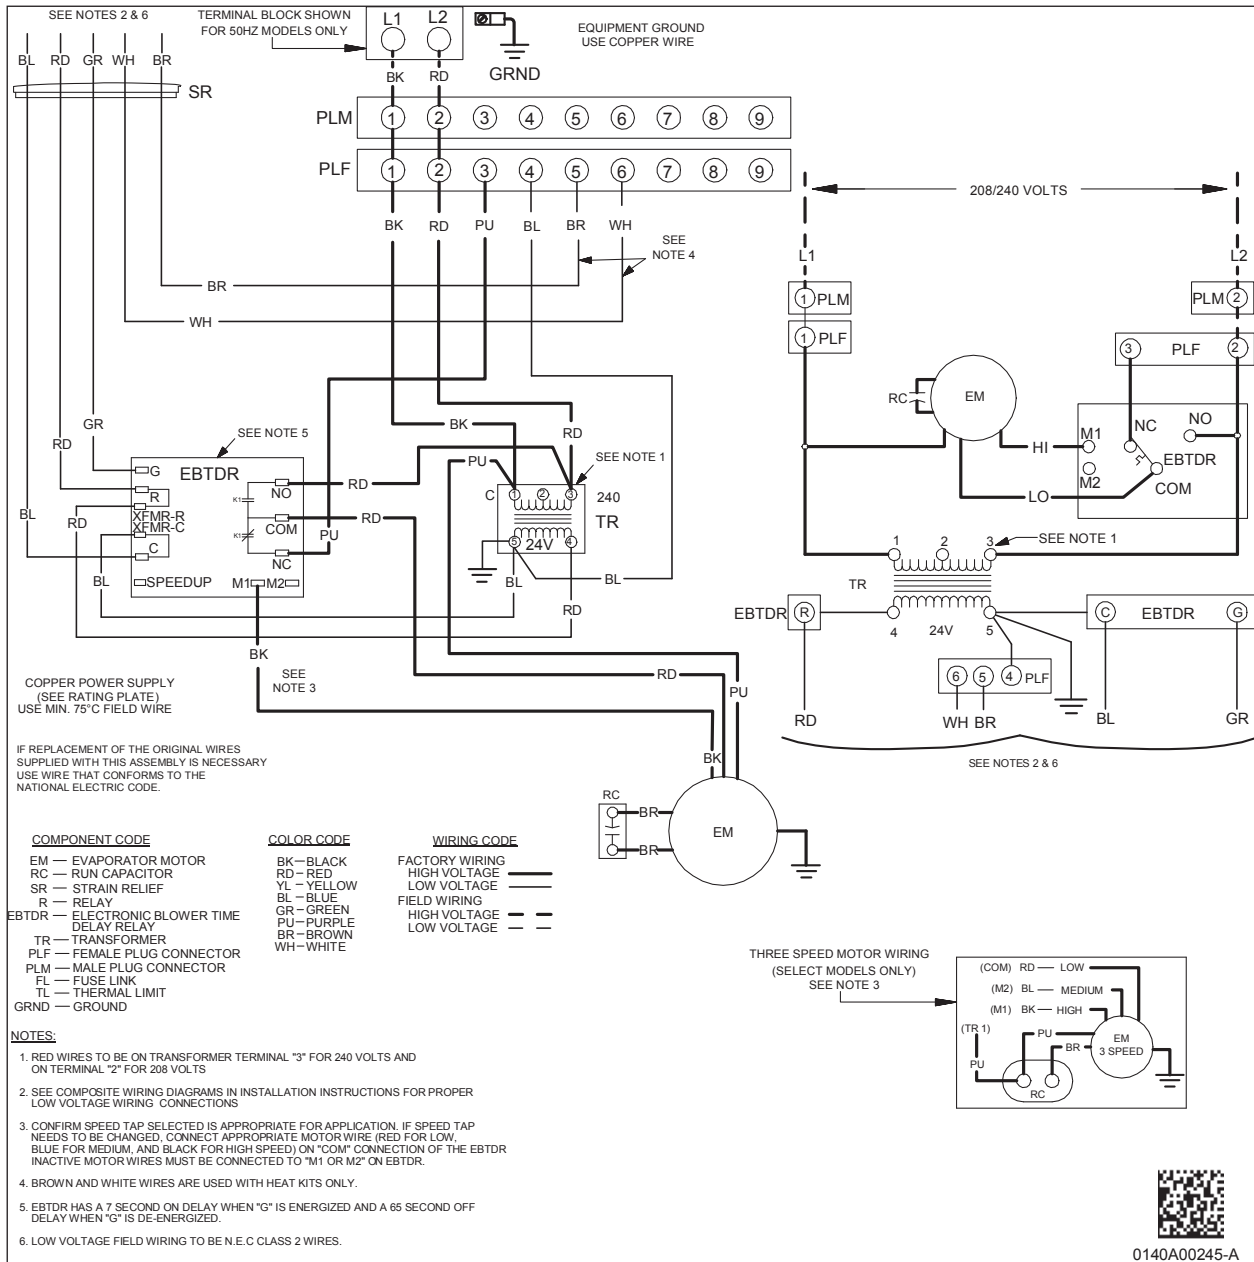 SEE NOTES 2 & 6
TERMINAL BLOCK SHOWN
FOR 50HZ MODELS ONLY
L1 L2
EQUIPMENT GROUND
USE COPPER WIRE
GRND
BL RD GR WH BR
SR
BK RD
PLM 1 2 3 4 5 6 7 8 9
PLF 1 2 3 4 5 6 7 8 9
BK RD PU BL BR WH
SEE
NOTE 4
BR
WH
GR
RD
BL
RD
SEE NOTE 5
EBTDR
G
R
XFMR-R
XFMR-C
C
SPEEDUP
M1 M2
K1
K1
NO
COM
NC
RD
RD
PU
BK
PU
RD
SEE NOTE 1
C 1 2 3 240
TR
5 24V 4
BL
BL
RD
BL
BK
SEE
NOTE 3
RD
PU
BK
RC
BR
BR
EM
COPPER POWER SUPPLY
(SEE RATING PLATE)
USE MIN. 75°C FIELD WIRE
IF REPLACEMENT OF THE ORIGINAL WIRES
SUPPLIED WITH THIS ASSEMBLY IS NECESSARY
USE WIRE THAT CONFORMS TO THE
NATIONAL ELECTRIC CODE.
208/240 VOLTS
L1 L2
1 PLM
PLM 2
1 PLF
3 PLF 2
RC
EM
HI
LO
M1
M2
NC
NO
EBTDR
COM
1 2 3
SEE NOTE 1
TR
4 24V 5
EBTDR R
C EBTDR G
6 5 4 PLF
RD WH BR BL GR
SEE NOTES 2 & 6
COMPONENT CODE
EM — EVAPORATOR MOTOR
RC — RUN CAPACITOR
SR — STRAIN RELIEF
R — RELAY
EBTDR — ELECTRONIC BLOWER TIME
DELAY RELAY
TR — TRANSFORMER
PLF — FEMALE PLUG CONNECTOR
PLM — MALE PLUG CONNECTOR
FL — FUSE LINK
TL — THERMAL LIMIT
GRND — GROUND
COLOR CODE
BK—BLACK
RD—RED
YL—YELLOW
BL—BLUE
GR—GREEN
PU—PURPLE
BR—BROWN
WH—WHITE
WIRING CODE
FACTORY WIRING
HIGH VOLTAGE
LOW VOLTAGE
FIELD WIRING
HIGH VOLTAGE
LOW VOLTAGE
THREE SPEED MOTOR WIRING
(SELECT MODELS ONLY)
SEE NOTE 3
(COM) RD — LOW
(M2) BL — MEDIUM
(M1) BK — HIGH
(TR 1)
PU
PU
BR
RC
EM
3 SPEED
NOTES:
1. RED WIRES TO BE ON TRANSFORMER TERMINAL "3" FOR 240 VOLTS AND
ON TERMINAL "2" FOR 208 VOLTS
2. SEE COMPOSITE WIRING DIAGRAMS IN INSTALLATION INSTRUCTIONS FOR PROPER
LOW VOLTAGE WIRING CONNECTIONS
3. CONFIRM SPEED TAP SELECTED IS APPROPRIATE FOR APPLICATION. IF SPEED TAP
NEEDS TO BE CHANGED, CONNECT APPROPRIATE MOTOR WIRE (RED FOR LOW,
BLUE FOR MEDIUM, AND BLACK FOR HIGH SPEED) ON "COM" CONNECTION OF THE EBTDR
INACTIVE MOTOR WIRES MUST BE CONNECTED TO "M1 OR M2" ON EBTDR.
4. BROWN AND WHITE WIRES ARE USED WITH HEAT KITS ONLY.
5. EBTDR HAS A 7 SECOND ON DELAY WHEN "G" IS ENERGIZED AND A 65 SECOND OFF
DELAY WHEN "G" IS DE-ENERGIZED.
6. LOW VOLTAGE FIELD WIRING TO BE N.E.C CLASS 2 WIRES.
0140A00245-A